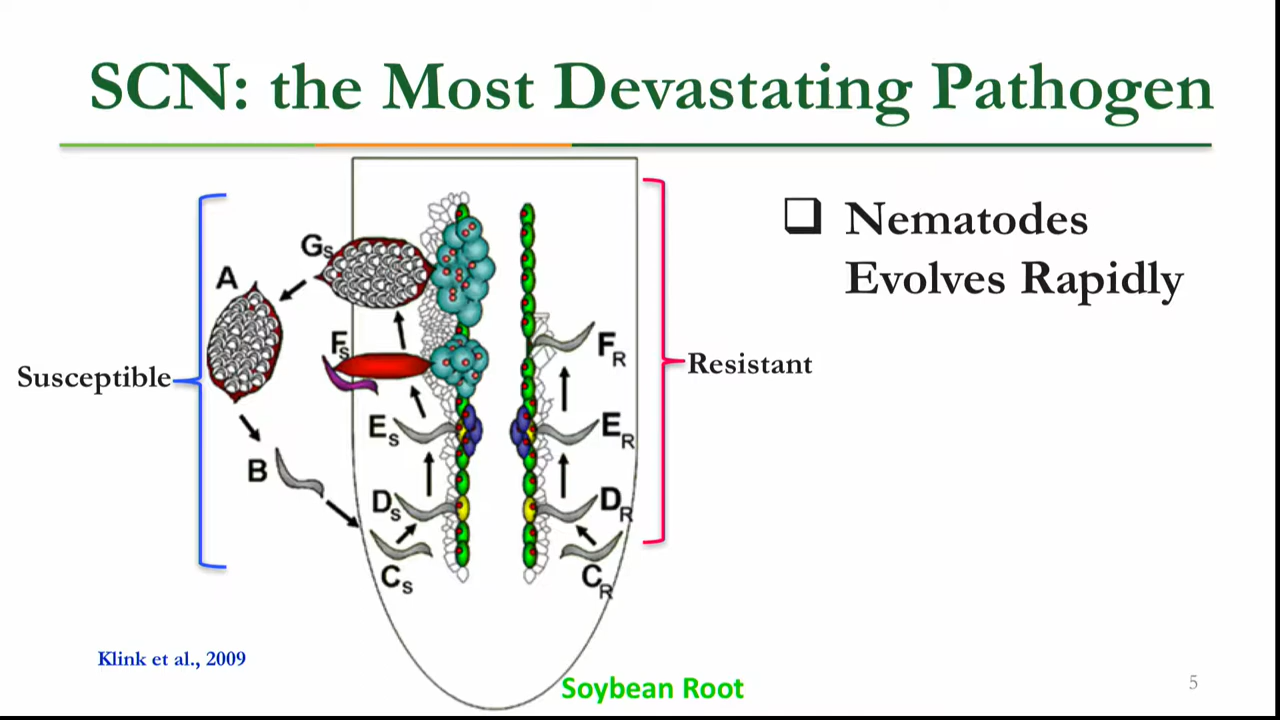 SCN: the Most Devastating Pathogen
❑ Nematodes
Evolves Rapidly
Susceptible
Resistant
A
B
Gs
Fs
Es
Ds
Cs
FR
ER
DR
CR
Klink et al., 2009
Soybean Root
5